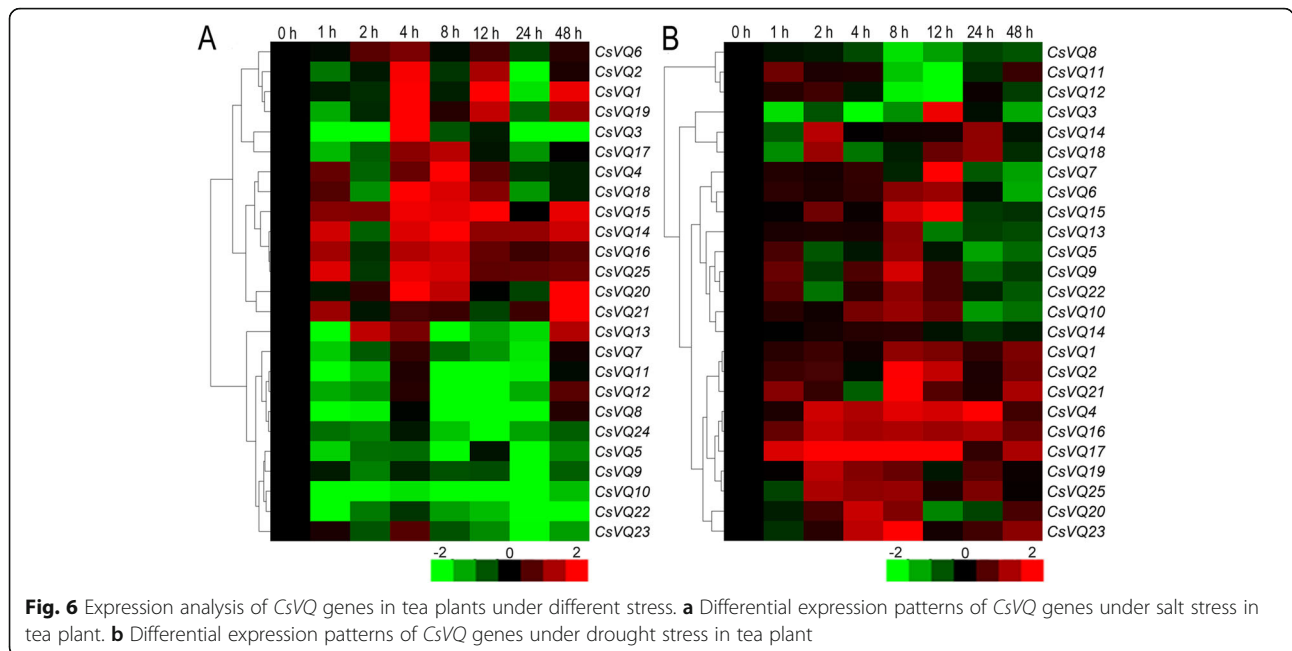 A
0 h 1 h 2 h 4 h 8 h 12 h 24 h 48 h
CsVQ6
CsVQ2
CsVQ1
CsVQ19
CsVQ3
CsVQ17
CsVQ4
CsVQ18
CsVQ15
CsVQ14
CsVQ16
CsVQ25
CsVQ20
CsVQ21
CsVQ13
CsVQ7
CsVQ11
CsVQ12
CsVQ8
CsVQ24
CsVQ5
CsVQ9
CsVQ10
CsVQ22
CsVQ23
-2 0 2
B
0 h 1 h 2 h 4 h 8 h 12 h 24 h 48 h
CsVQ8
CsVQ11
CsVQ12
CsVQ3
CsVQ14
CsVQ18
CsVQ7
CsVQ6
CsVQ15
CsVQ13
CsVQ5
CsVQ9
CsVQ22
CsVQ10
CsVQ14
CsVQ1
CsVQ2
CsVQ21
CsVQ4
CsVQ16
CsVQ17
CsVQ19
CsVQ25
CsVQ20
CsVQ23
-2 0 2
Fig. 6 Expression analysis of CsVQ genes in tea plants under different stress. a Differential expression patterns of CsVQ genes under salt stress in
tea plant. b Differential expression patterns of CsVQ genes under drought stress in tea plant